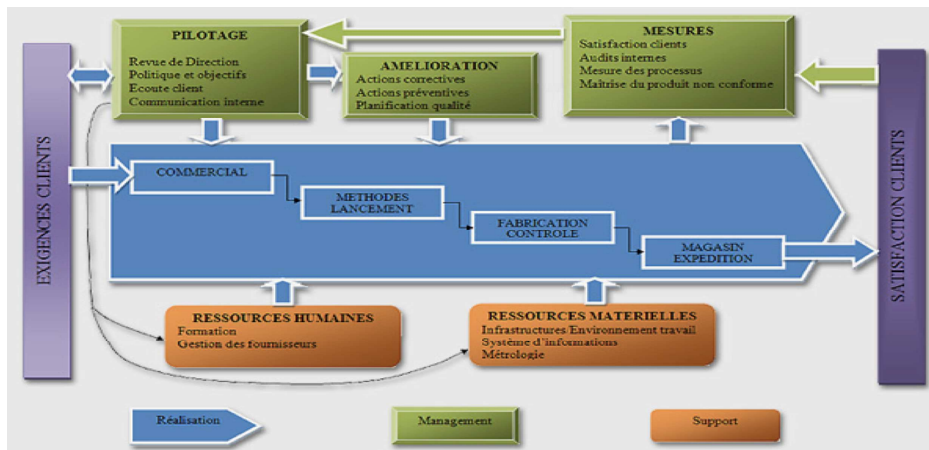 PILOTAGE
Revue de Direction
Politique et objectifs
Ecoute client
Communication interne
AMELIORATION
Actions correctives
Actions préventives
Planification qualité
MESURES
Satisfaction clients
Audits internes
Mesure des processus
Maîtrise du produit non conforme
EXIGENCES CLIENTS
COMMERCIAL
METHODES
LANCEMENT
FABRICATION
CONTROLE
MAGASIN
EXPEDITION
SATISFACTION CLIENTS
RESSOURCES HUMAINES
Formation
Gestion des fournisseurs
RESSOURCES MATERIELLES
Infrastructures/Environnement travail
Système d'informations
Métrologie
Réalisation
Management
Support